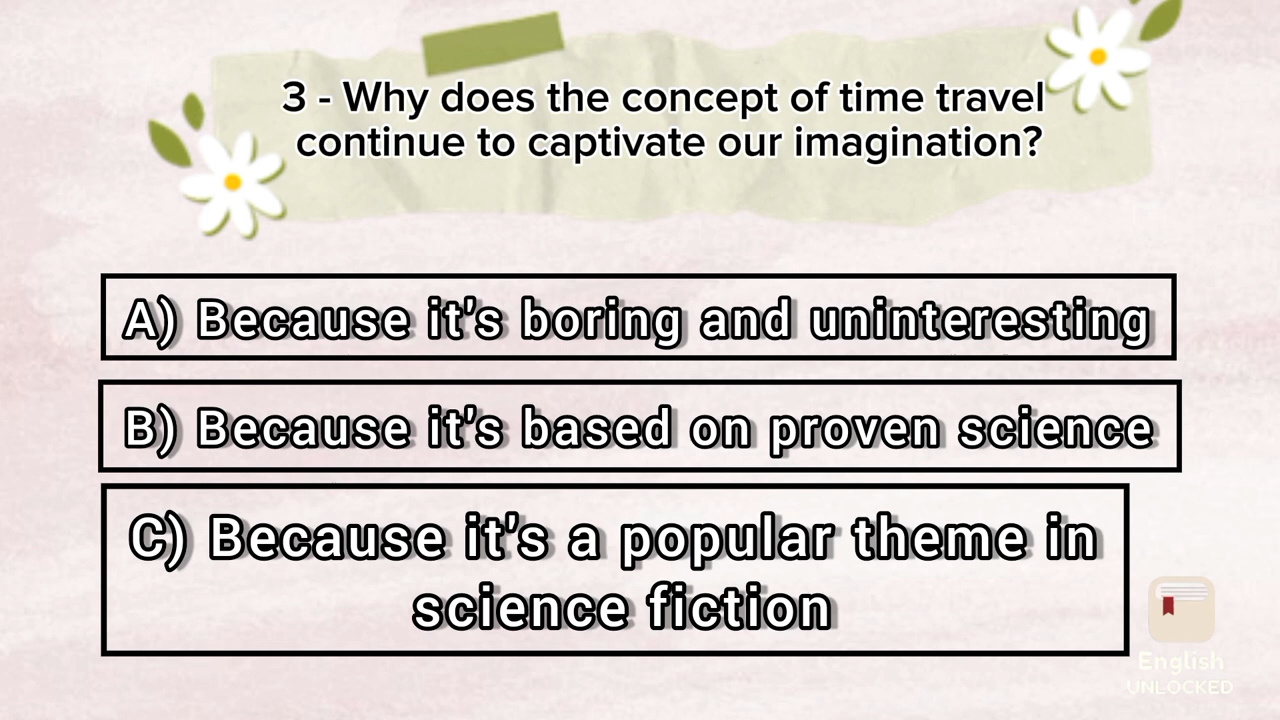 3 - Why does the concept of time travel
continue to captivate our imagination?
A) Because it's boring and uninteresting
B) Because it's based on proven science
C) Because it's a popular theme in
science fiction
English
UNLOCKED